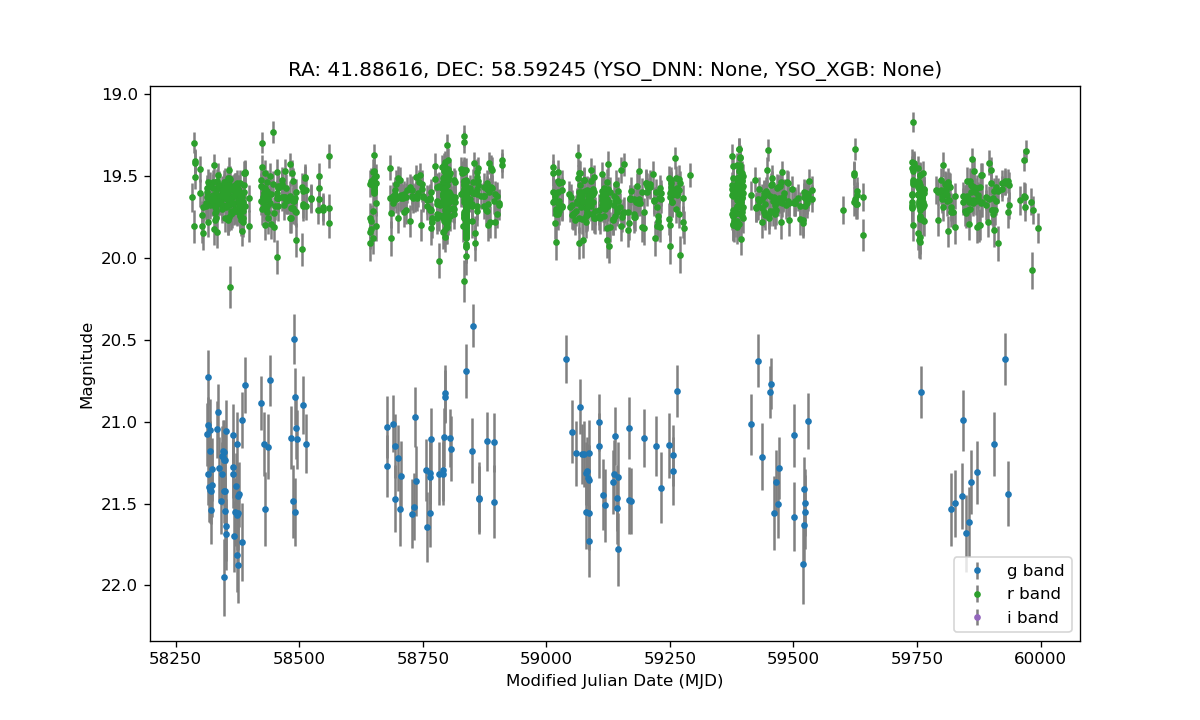 RA: 41.88616, DEC: 58.59245 (YSO_DNN: None, YSO_XGB: None)
19.0
19.5
20.0
20.5
21.0
21.5
22.0
Magnitude
58250 58500 58750 59000 59250 59500 59750 60000
Modified Julian Date (MJD)
g band
r band
i band